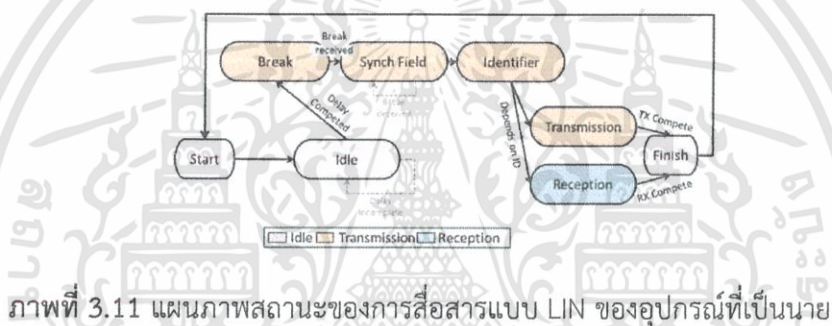 Break
received
Break
Synch Field
Identifier
Delay
Competed
Depends on ID
Transmission
TX Compete
Start
Idle
Finish
Reception
RX Compete
Delay
Incomplete
Idle Transmission Reception
ภาพที่ 3.11 แผนภาพสถานะของการสื่อสารแบบ LIN ของอุปกรณ์ที่เป็นนาย